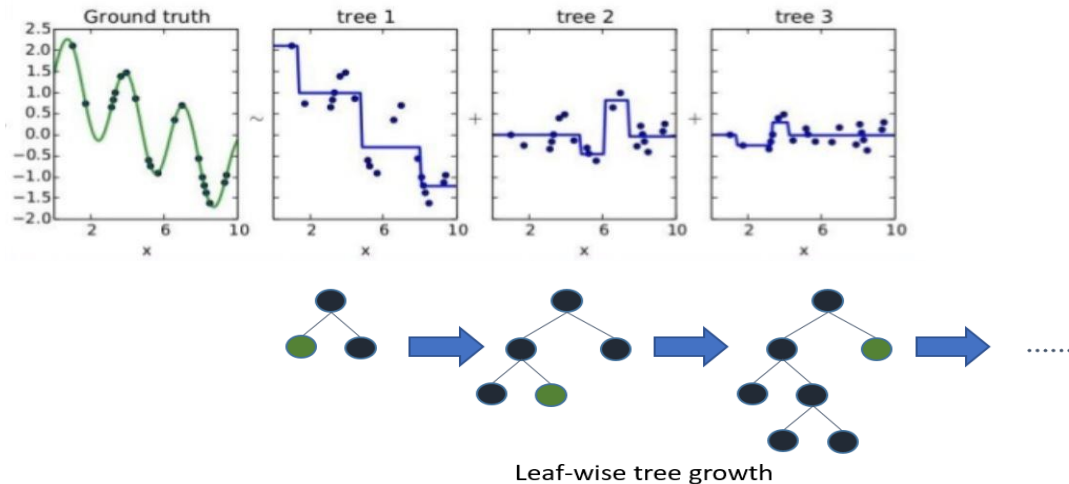 Ground truth
tree 1
tree 2
tree 3
2.5
2.0
1.5
1.0
0.5
0.0
−0.5
−1.0
−1.5
−2.0
~
+
+
2 6 10
2 6 10
2 6 10
2 6 10
x
x
x
x
......
Leaf-wise tree growth